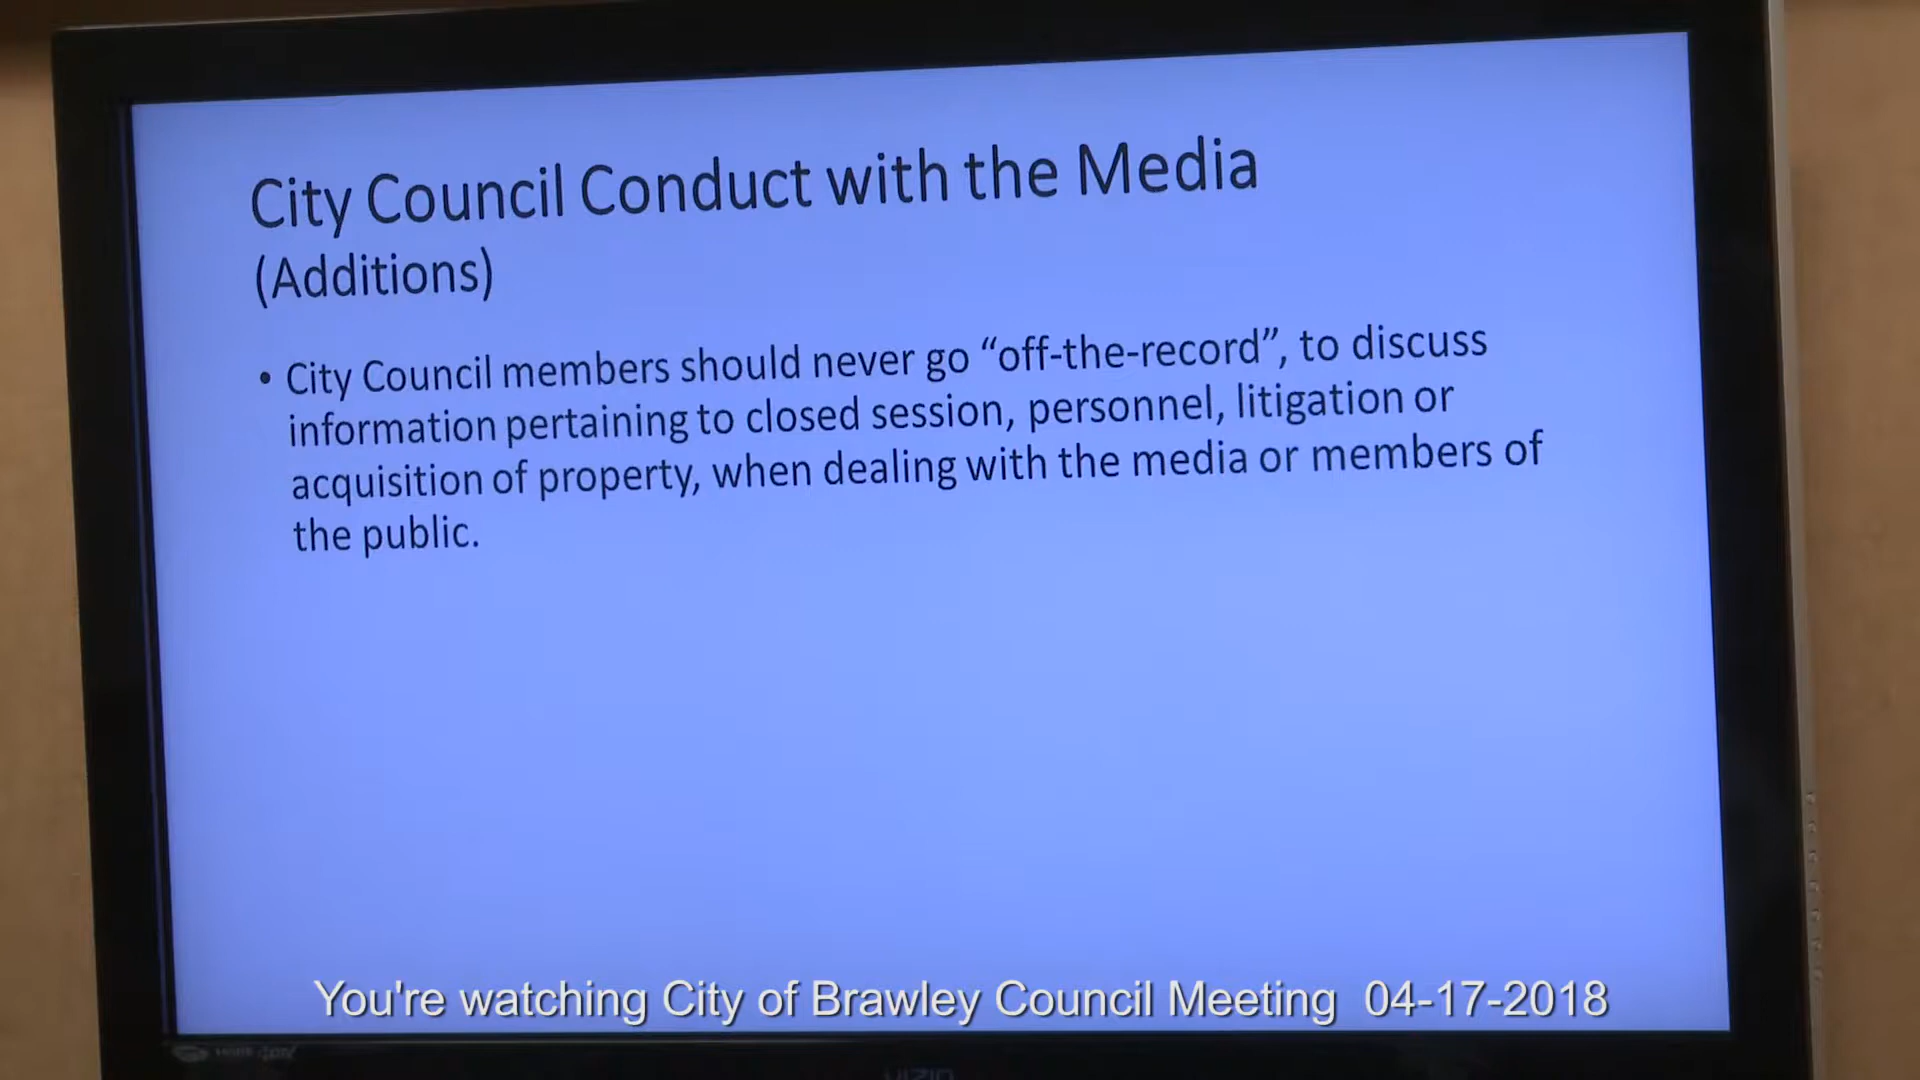 City Council Conduct with the Media
(Additions)
• City Council members should never go “off-the-record”, to discuss
information pertaining to closed session, personnel, litigation or
acquisition of property, when dealing with the media or members of
the public.
You're watching City of Brawley Council Meeting 04-17-2018
VIZIO